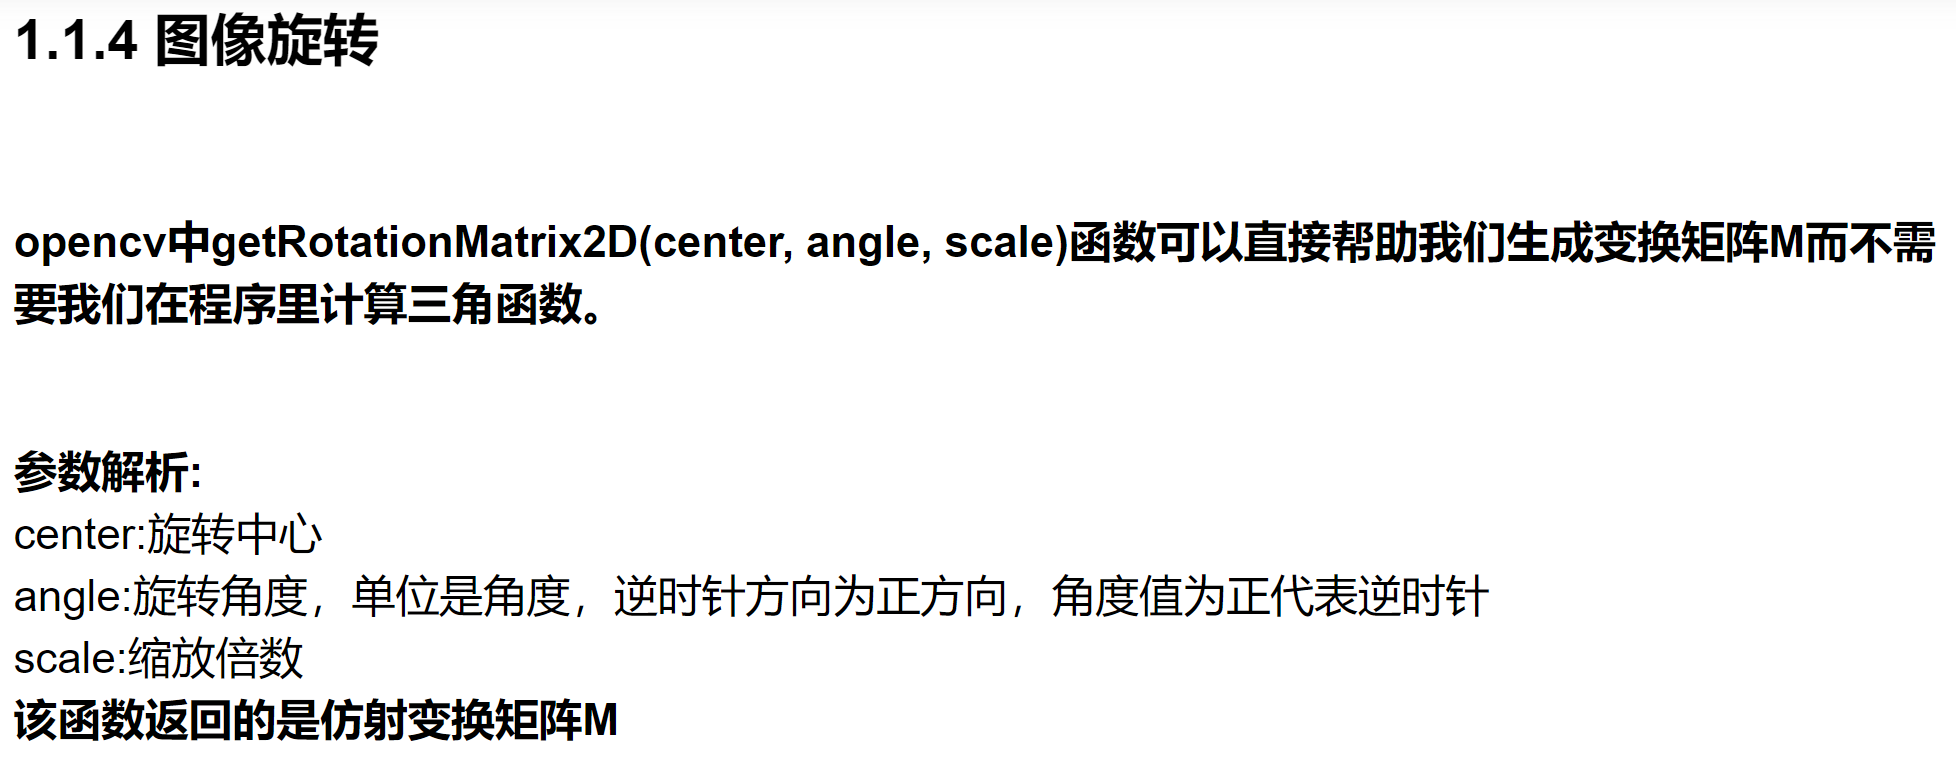 1.1.4 图像旋转
opencv中getRotationMatrix2D(center, angle, scale)函数可以直接帮助我们生成变换矩阵M而不需
要我们在程序里计算三角函数。
参数解析:
center:旋转中心
angle:旋转角度，单位是角度，逆时针方向为正方向，角度值为正代表逆时针
scale:缩放倍数
该函数返回的是仿射变换矩阵M